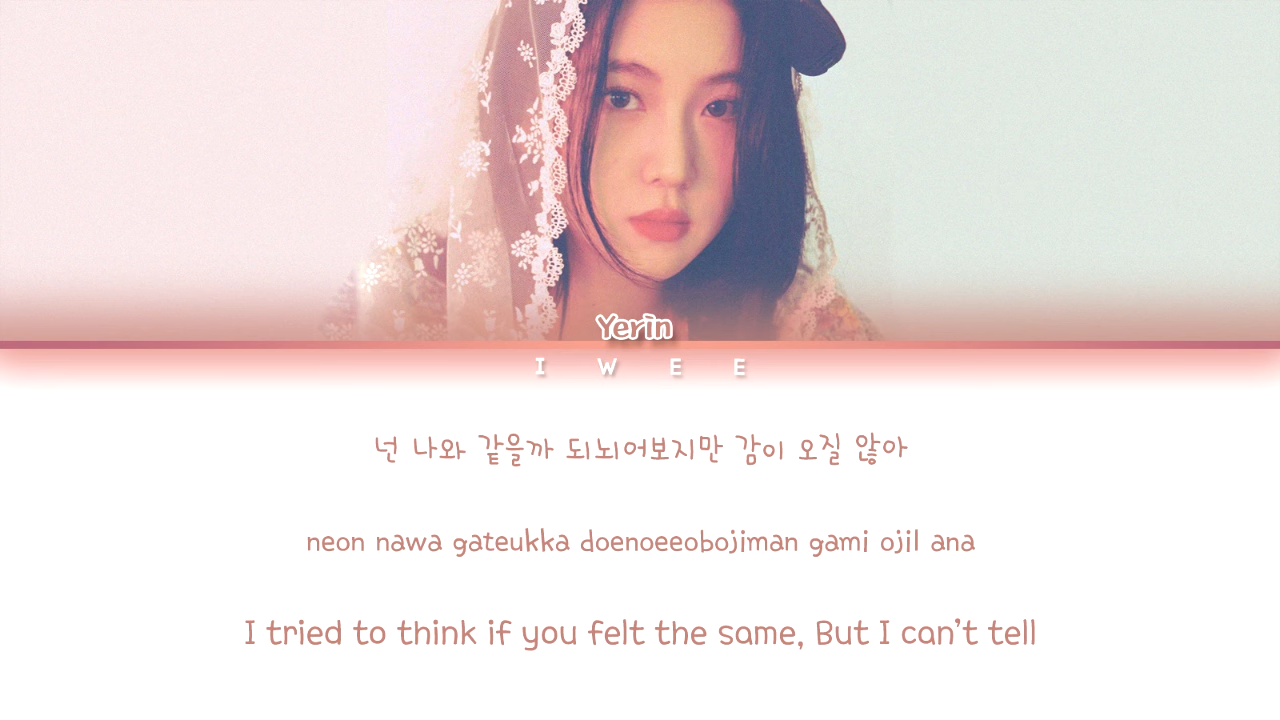 Yerin
I W E E
넌 나와 같을까 되뇌어보지만 감이 오질 않아
neon nawa gateukka doenoeeobojiman gami ojil ana
I tried to think if you felt the same, But I can't tell